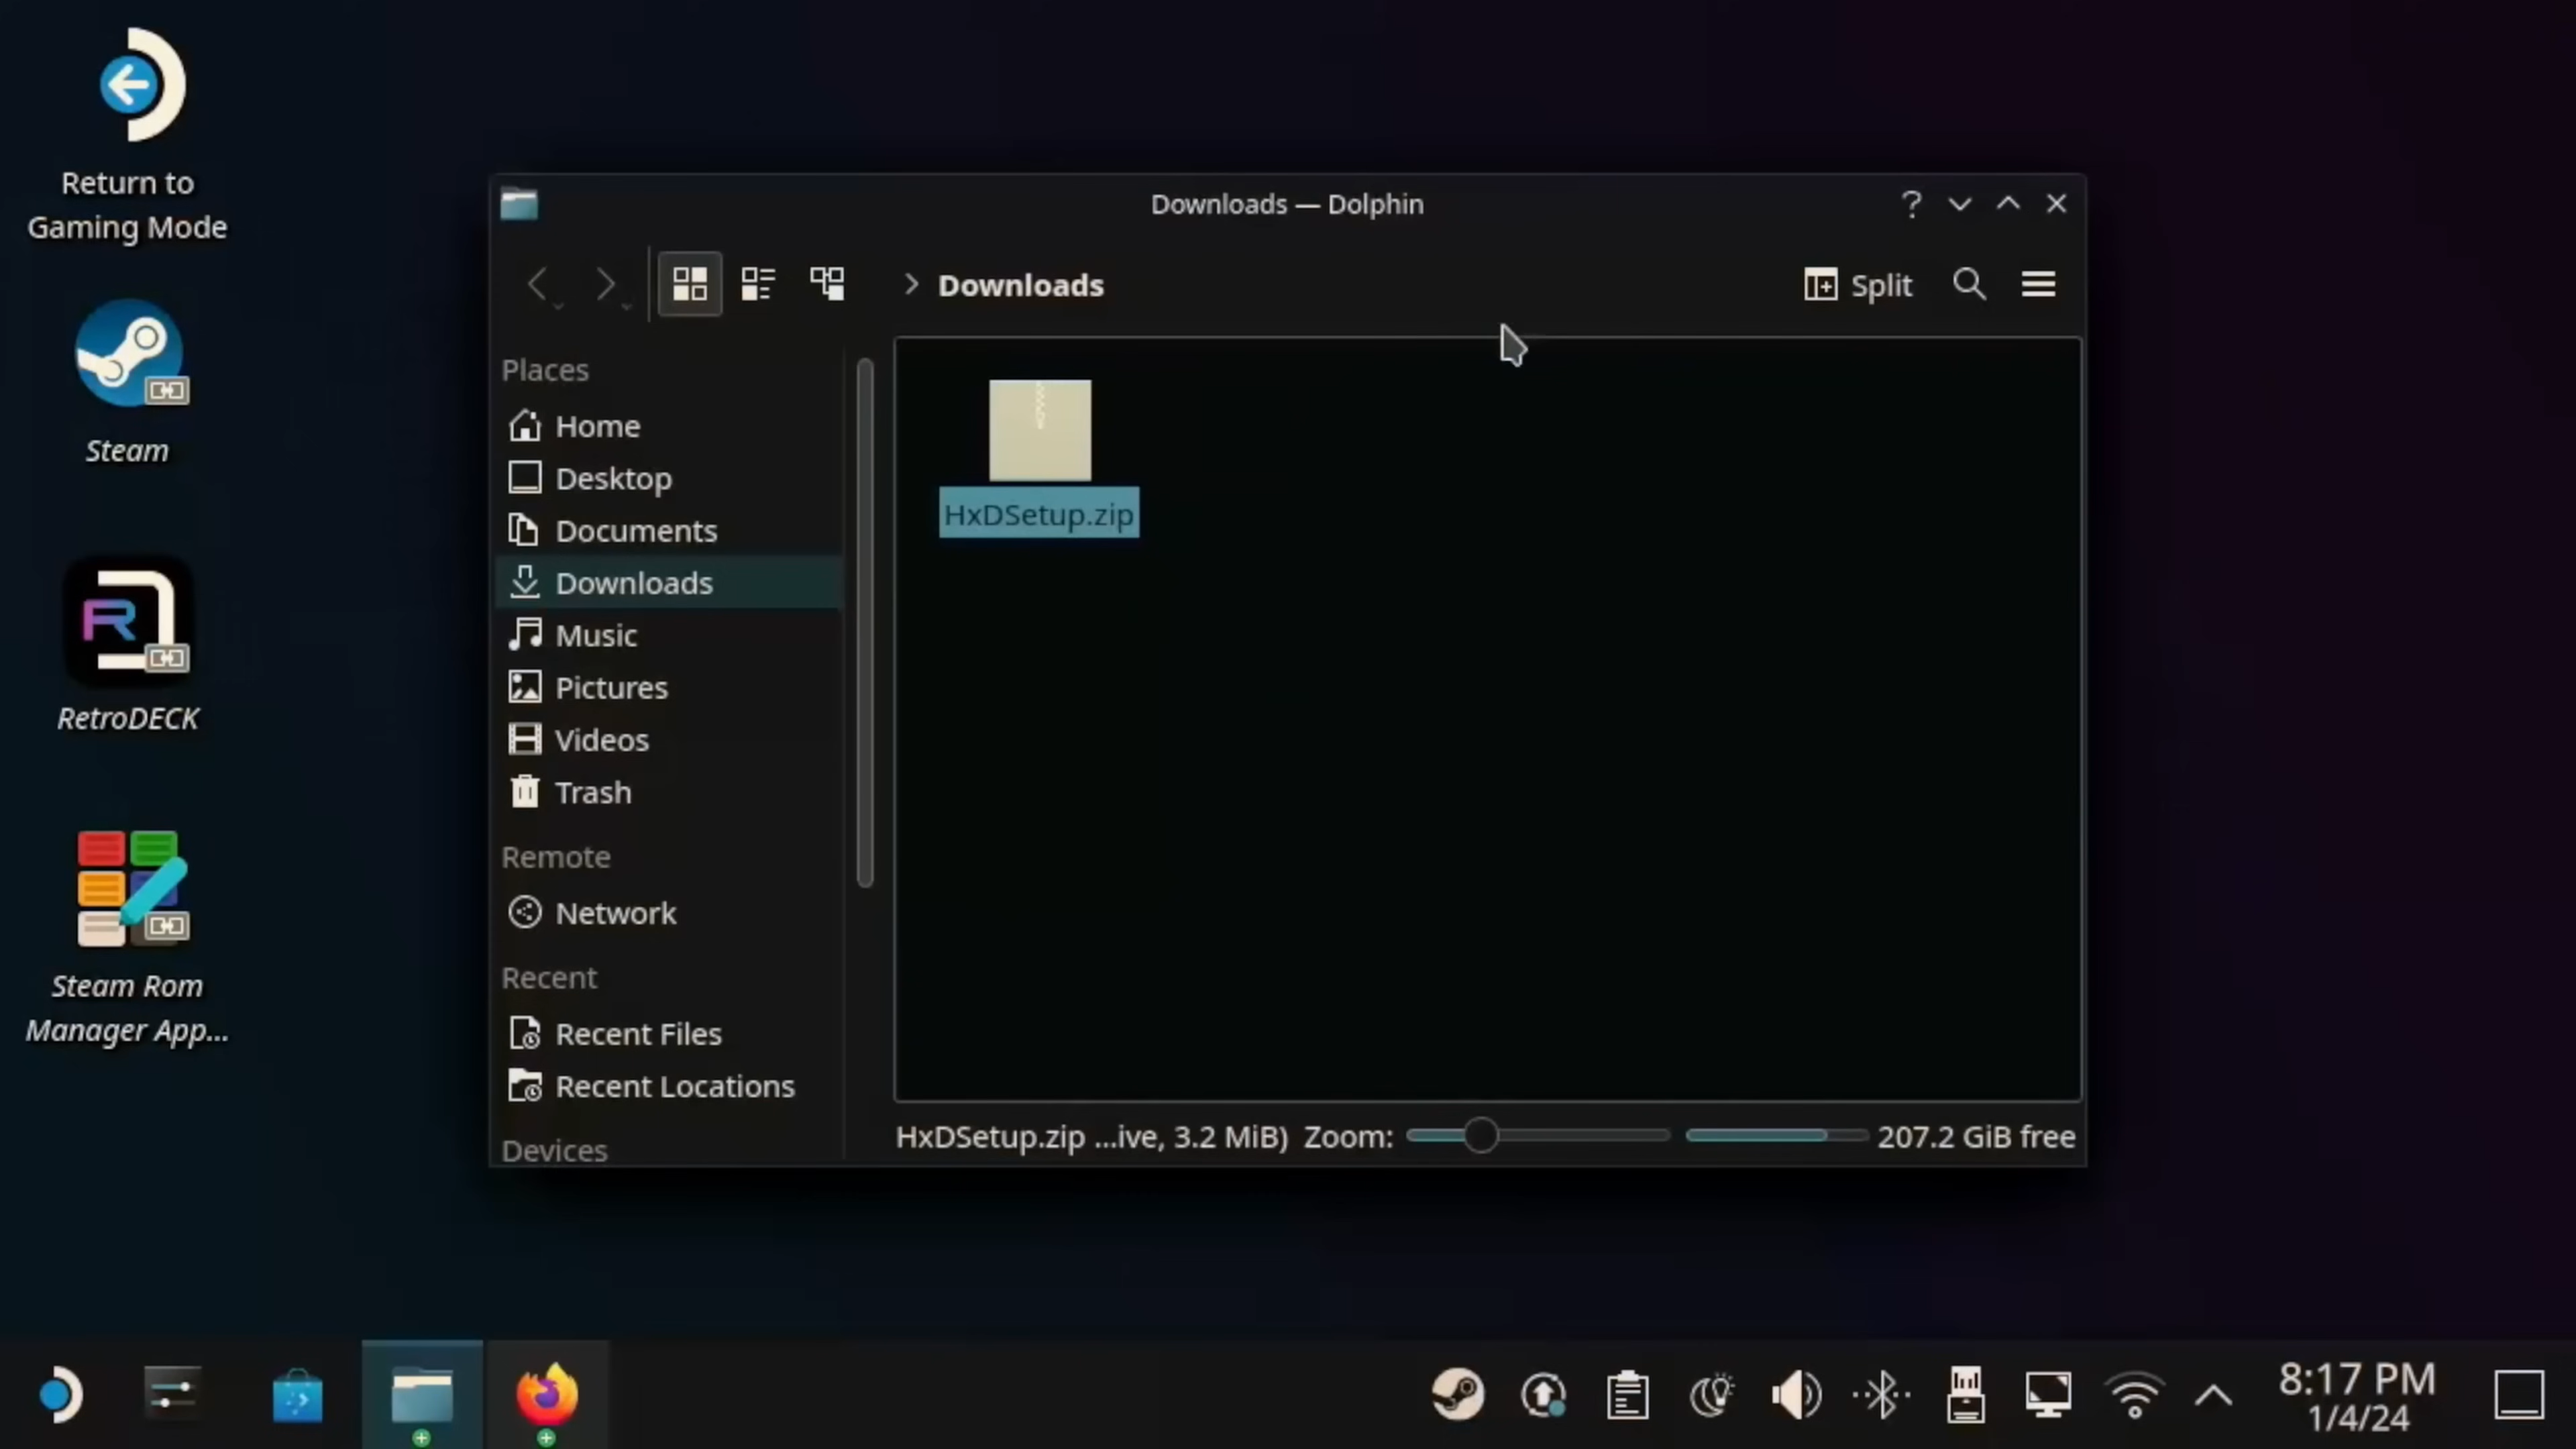 Return to
Gaming Mode
Steam
RetroDECK
Steam Rom
Manager App...
Downloads — Dolphin
Downloads
Split
Places
Home
Desktop
Documents
Downloads
Music
Pictures
Videos
Trash
Remote
Network
Recent
Recent Files
Recent Locations
Devices
HxDSetup.zip
HxDSetup.zip ...ive, 3.2 MiB)
Zoom:
207.2 GiB free
8:17 PM
1/4/24